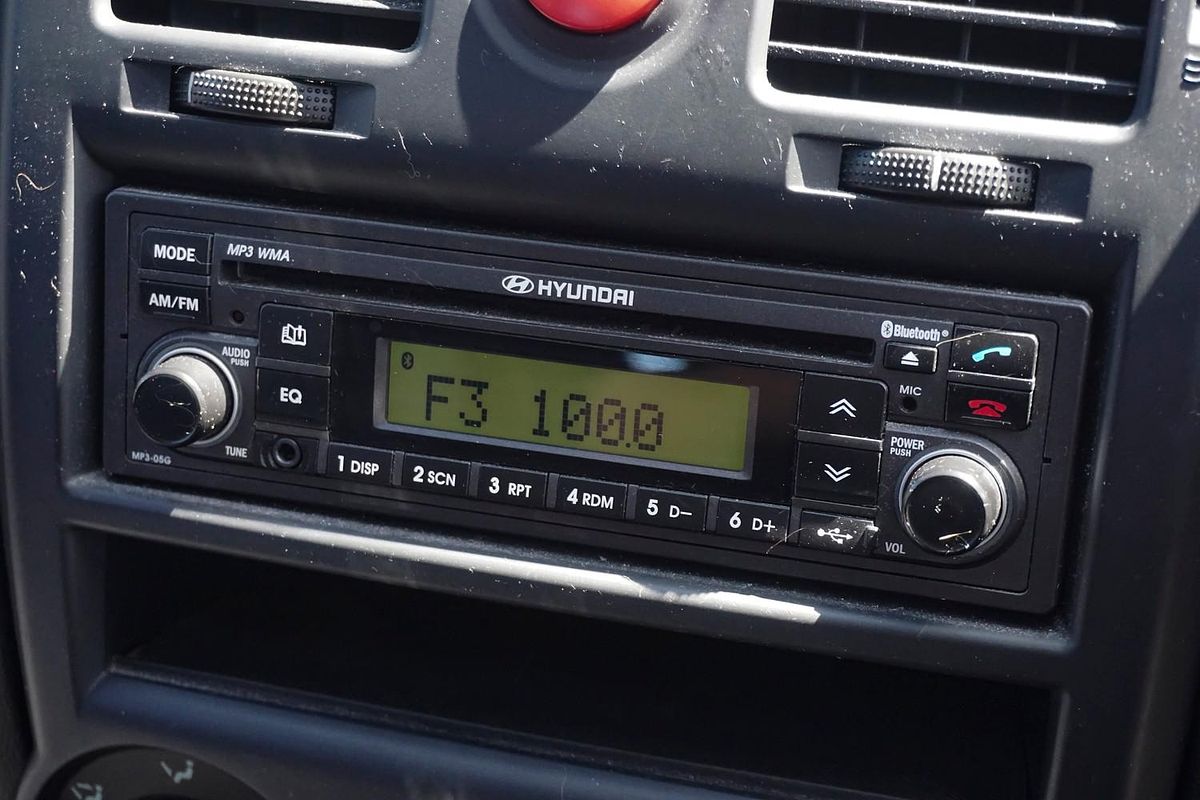 MODE
MP3 WMA
HYUNDAI
AM/FM
Bluetooth®
AUDIO
PUSH
EQ
MIC
F3 100.0
POWER
PUSH
MP3-05G
TUNE
1 DISP
2 SCN
3 RPT
4 RDM
5 D-
6 D+
VOL